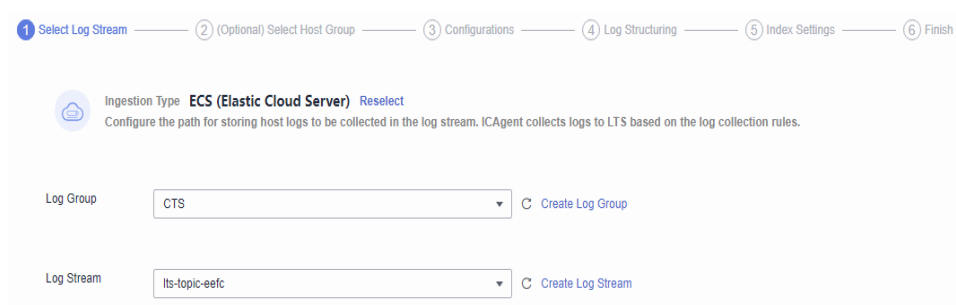 1 Select Log Stream 2 (Optional) Select Host Group 3 Configurations 4 Log Structuring 5 Index Settings 6 Finish
Ingestion Type ECS (Elastic Cloud Server) Reselect
Configure the path for storing host logs to be collected in the log stream. ICAgent collects logs to LTS based on the log collection rules.
Log Group CTS Create Log Group
Log Stream lts-topic-eefc Create Log Stream